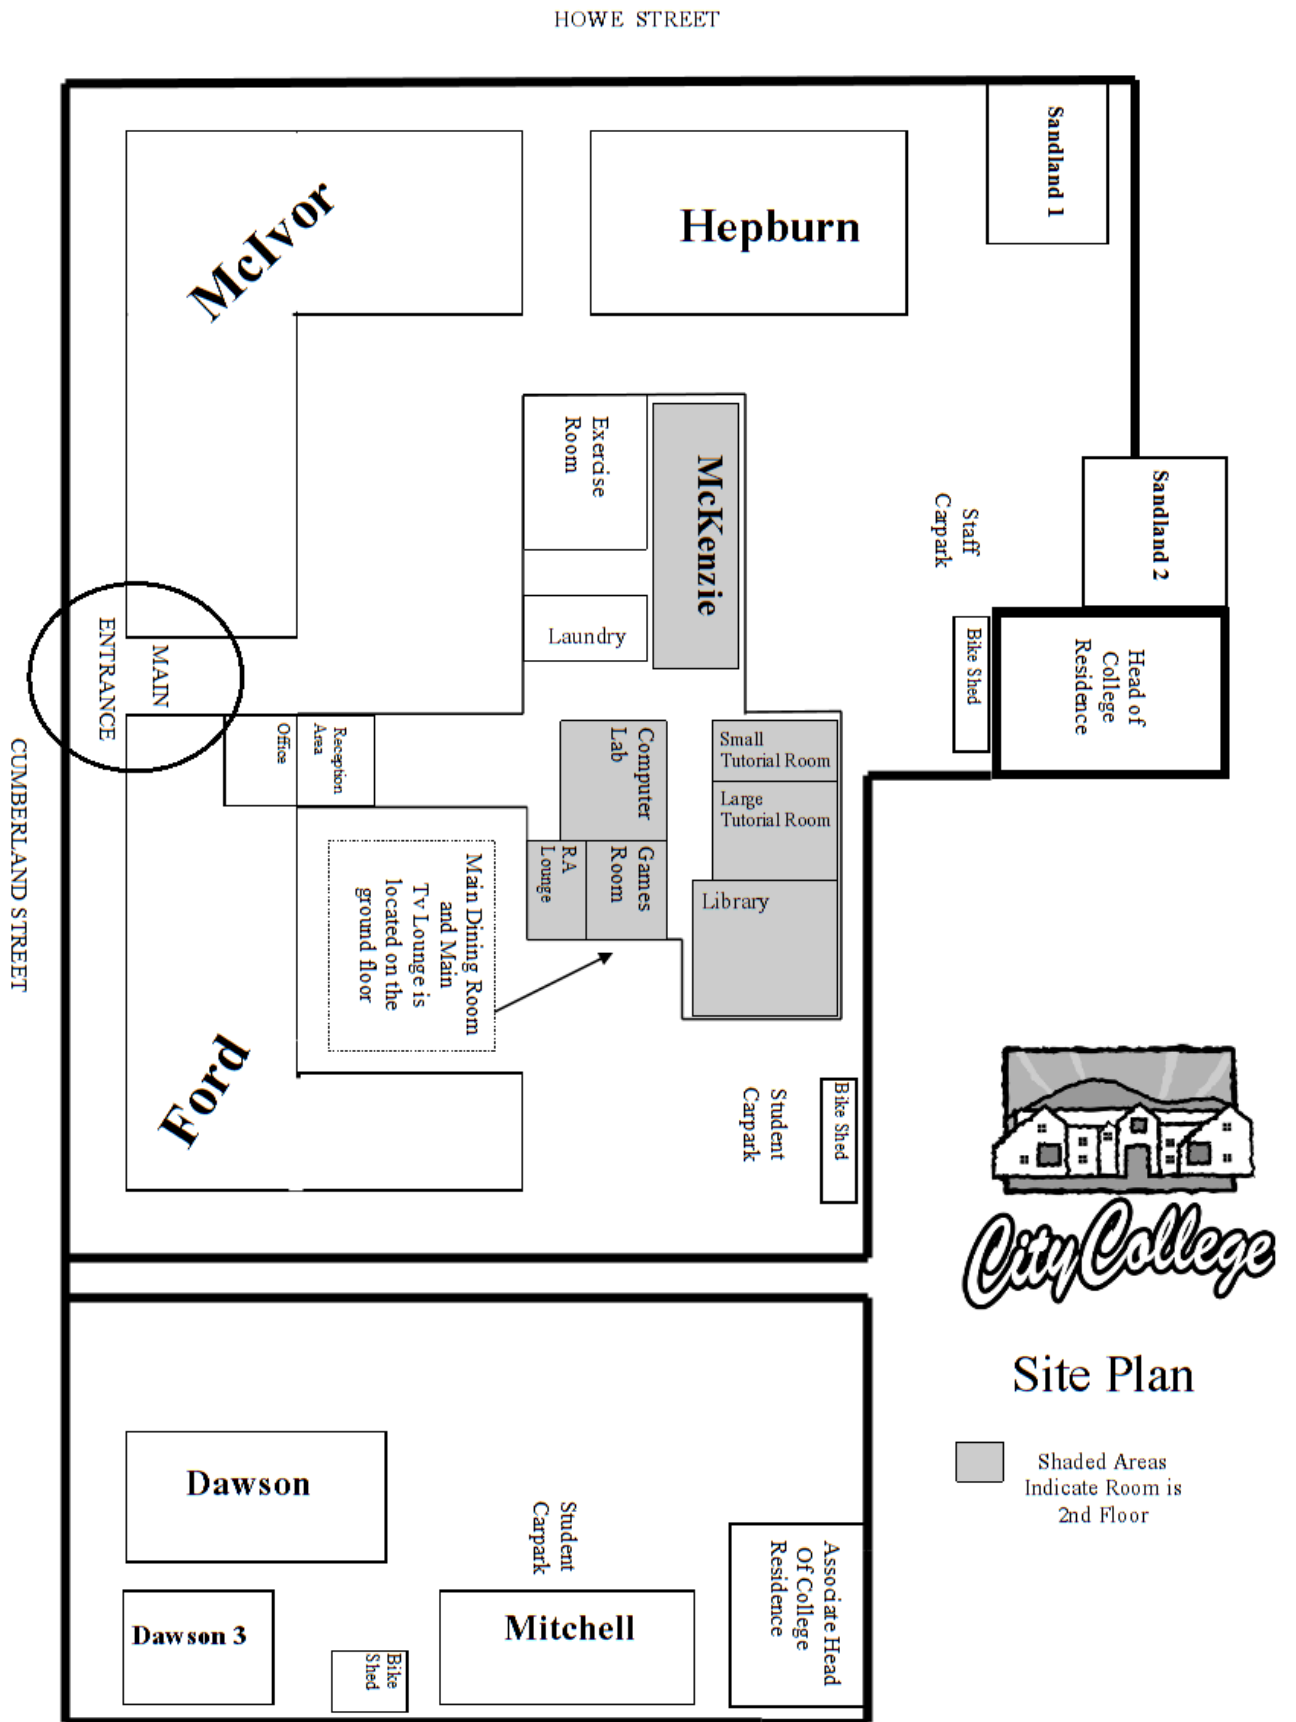 HOWE STREET
Sandland 1
McIvor
Hepburn
Exercise
Room
McKenzie
Staff
Carpark
Sandland 2
Laundry
Bike Shed
Head of
College
Residence
MAIN
ENTRANCE
CUMBERLAND STREET
Office
Reception
Area
Computer
Lab
Small
Tutorial Room
Large
Tutorial Room
RA
Lounge
Games
Room
Library
Main Dining Room
and Main
Tv Lounge is
located on the
ground floor
Ford
Student
Carpark
Bike Shed
City College
Site Plan
Shaded Areas
Indicate Room is
2nd Floor
Dawson
Student
Carpark
Associate Head
Of College
Residence
Dawson 3
Bike
Shed
Mitchell